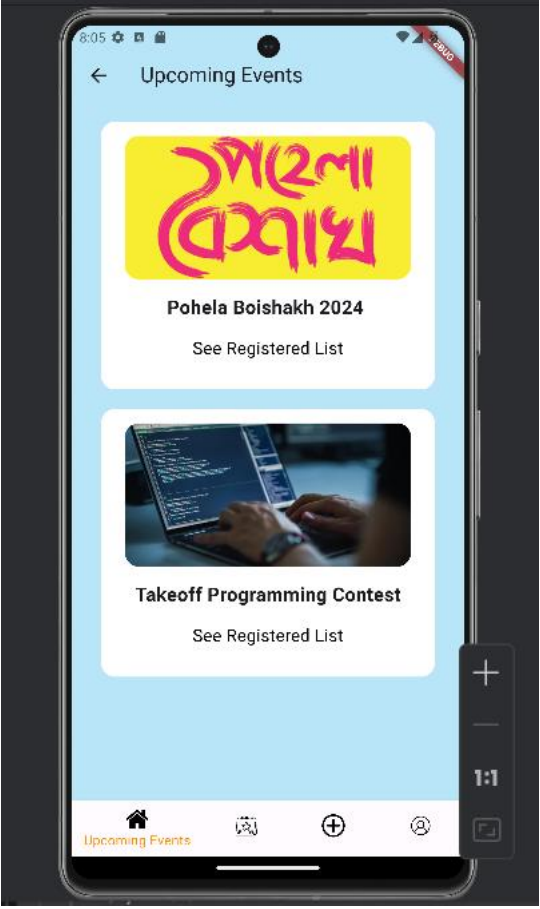 8:05
DEBUG
Upcoming Events
পহেলা
বৈশাখ
Pohela Boishakh 2024
See Registered List
Takeoff Programming Contest
See Registered List
Upcoming Events
1:1